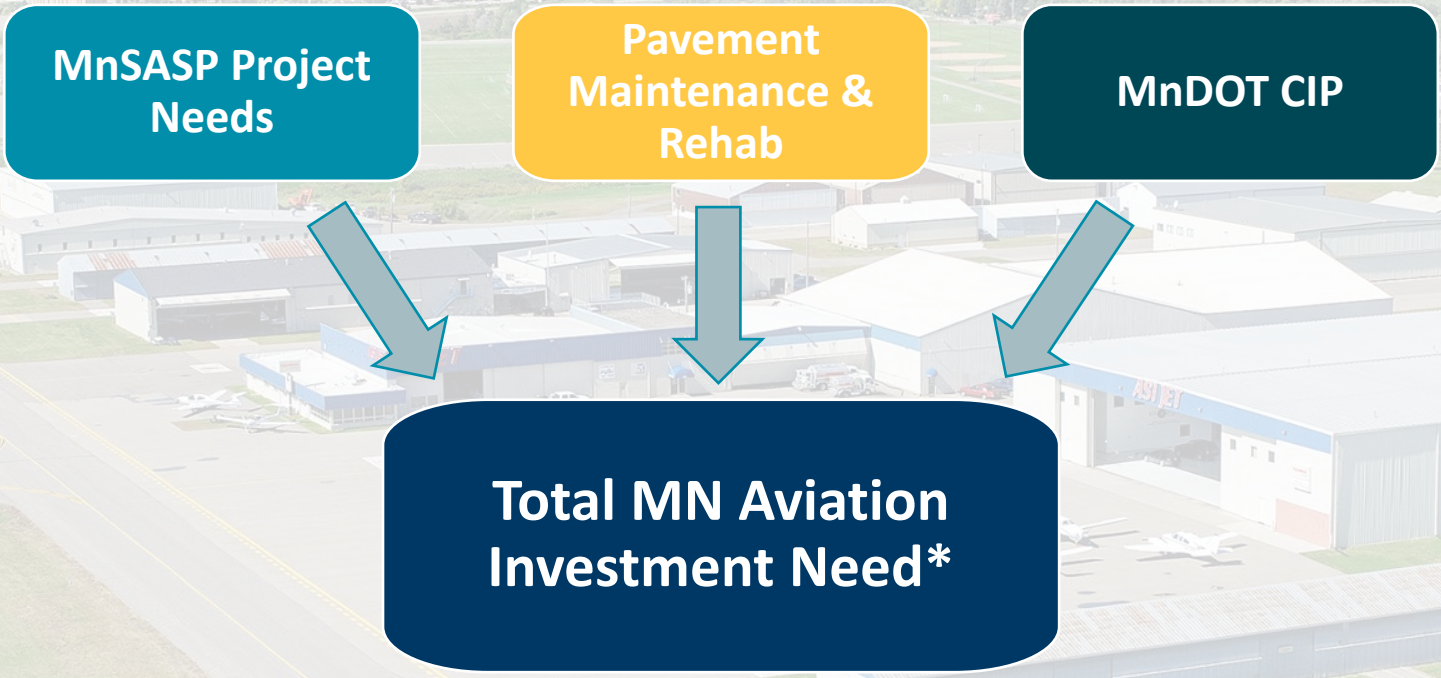 MnSASP Project
Needs
Pavement
Maintenance &
Rehab
MnDOT CIP
Total MN Aviation
Investment Need*